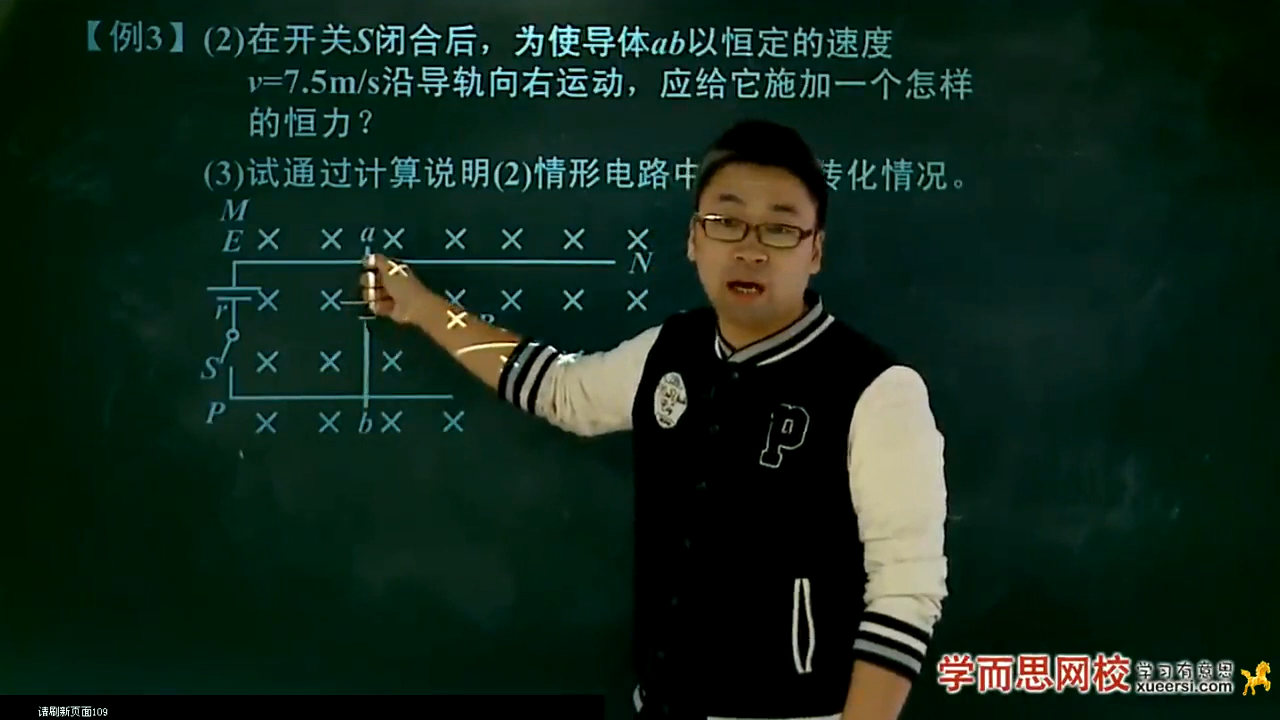 【例3】(2)在开关S闭合后，为使导体ab以恒定的速度
v=7.5m/s沿导轨向右运动，应给它施加一个怎样
的恒力？
(3)试通过计算说明(2)情形电路中 转化情况。
M
E
a
N
r
S
P
b
P
学而思网校
学习有意思
xueersi.com
请刷新页面109